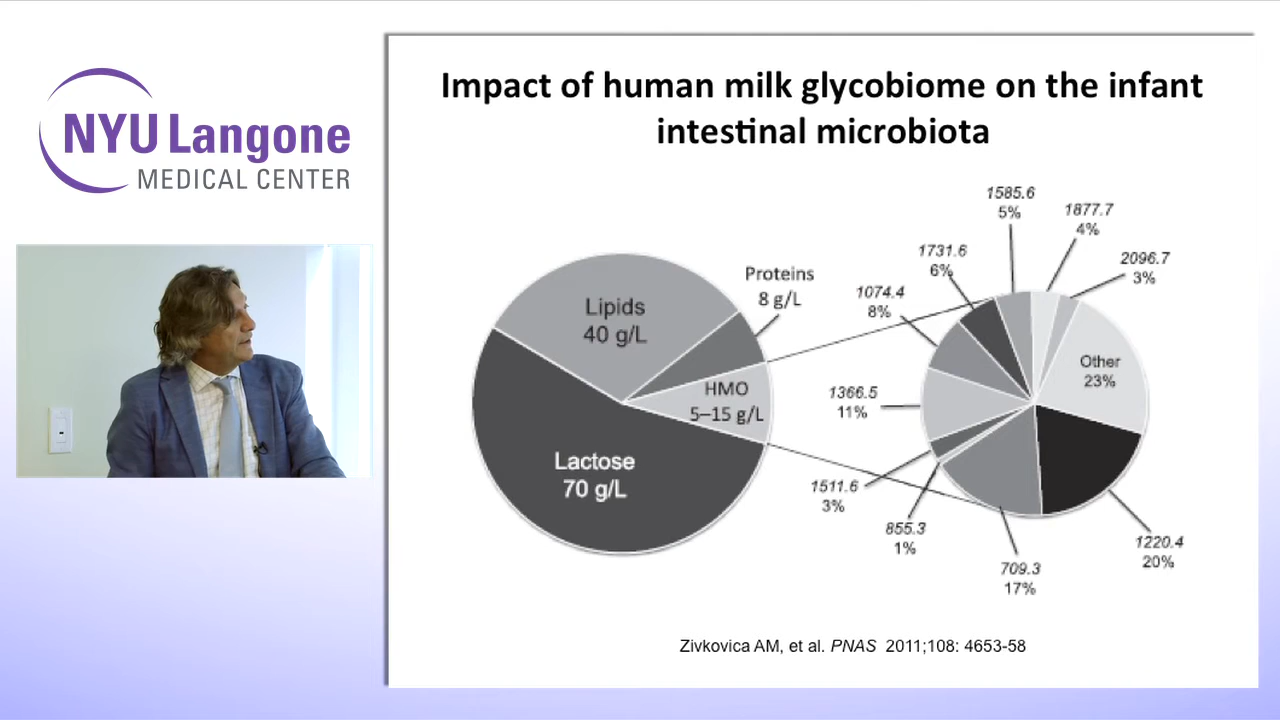 NYU Langone
MEDICAL CENTER
Impact of human milk glycobiome on the infant
intestinal microbiota
Lipids
40 g/L
Proteins
8 g/L
HMO
5–15 g/L
Lactose
70 g/L
1585.6
5%
1877.7
4%
2096.7
3%
1731.6
6%
1074.4
8%
Other
23%
1366.5
11%
1511.6
3%
855.3
1%
709.3
17%
1220.4
20%
Zivkovica AM, et al. PNAS 2011;108: 4653-58